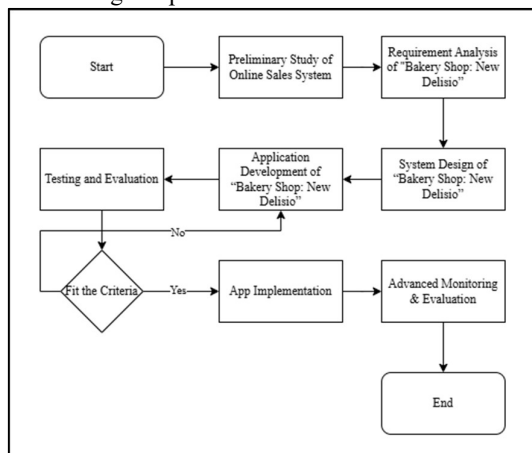 Start
Preliminary Study of
Online Sales System
Requirement Analysis
of "Bakery Shop: New
Delisio”
System Design of
“Bakery Shop: New
Delisio”
Application
Development of
“Bakery Shop: New
Delisio”
Testing and Evaluation
No
Fit the Criteria
Yes
App Implementation
Advanced Monitoring
& Evaluation
End